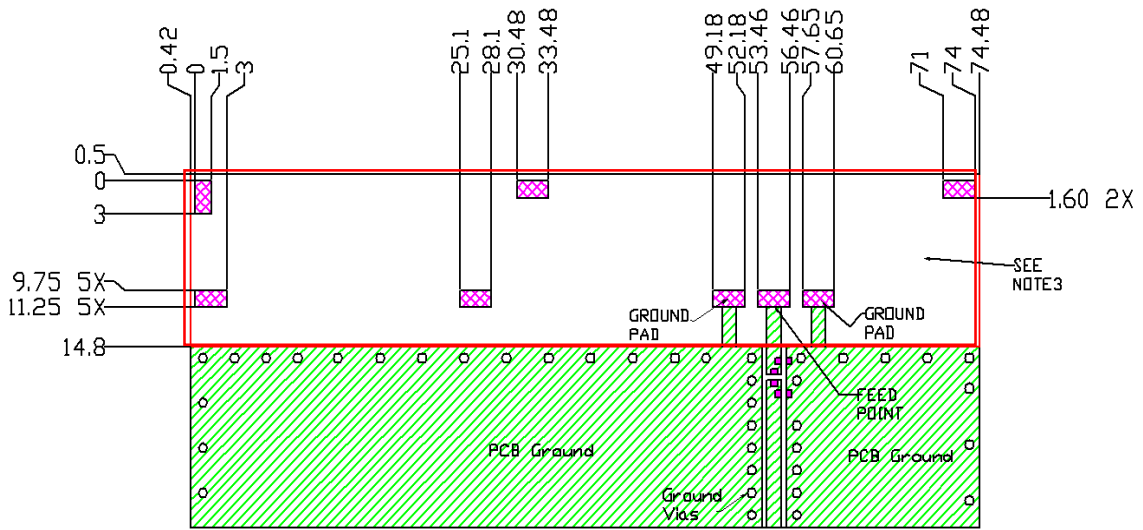 0.42
0
1.5
3
25.1
28.1
30.48
33.48
49.18
52.18
53.46
56.46
57.65
60.65
71
74
74.48
0.5
0
3
1.60 2X
SEE
NOTE3
9.75 5X
11.25 5X
GROUND
PAD
GROUND
PAD
14.8
FEED
POINT
PCB Ground
PCB Ground
Ground
Vias